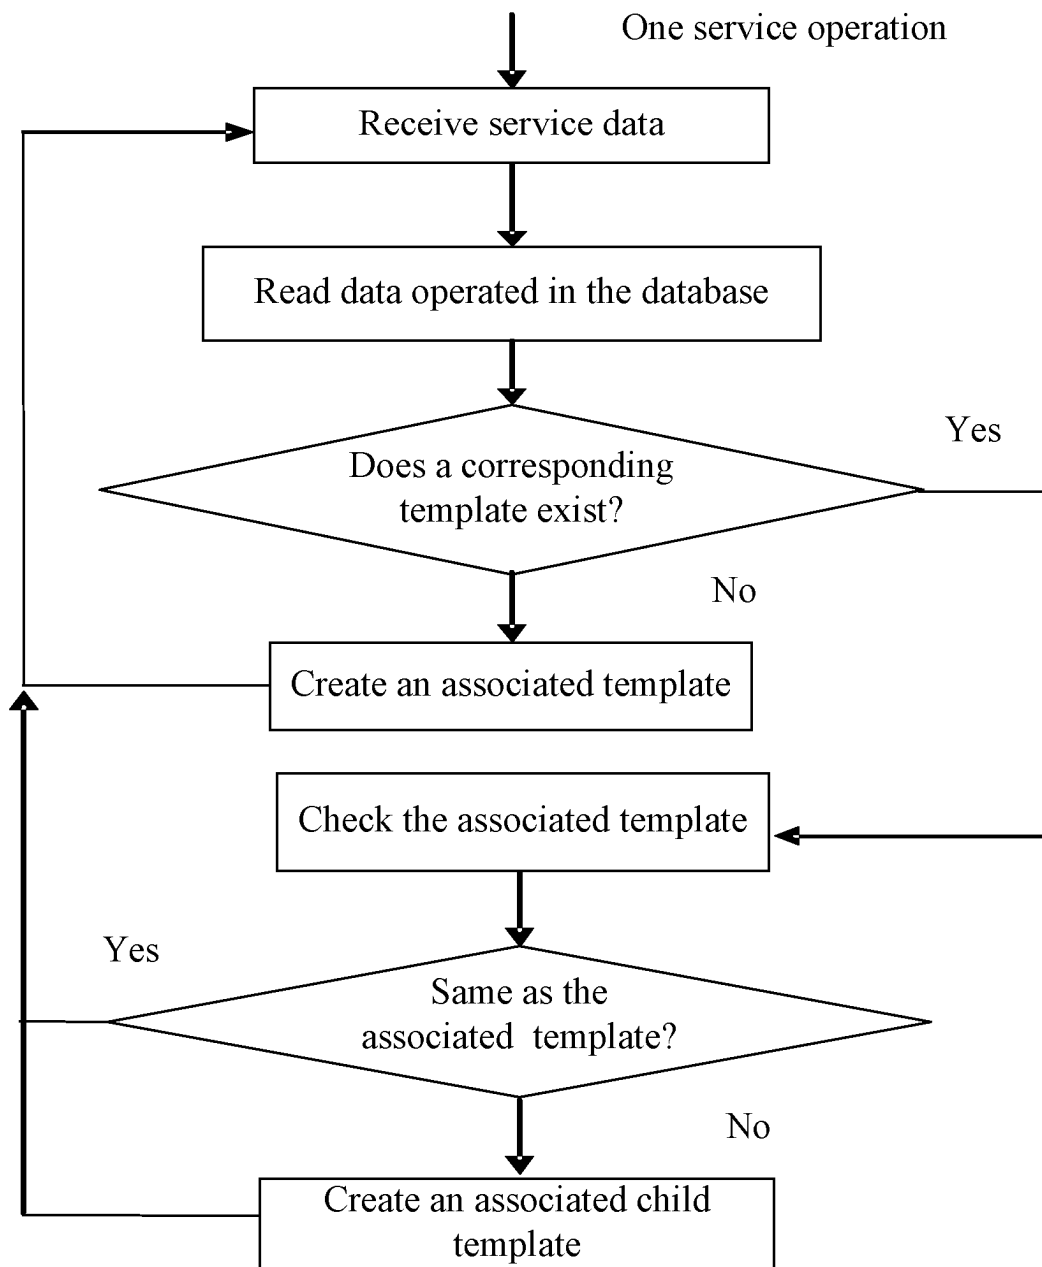 One service operation
Receive service data
Read data operated in the database
Yes
Does a corresponding
template exist?
No
Create an associated template
Check the associated template
Yes
Same as the
associated template?
No
Create an associated child
template